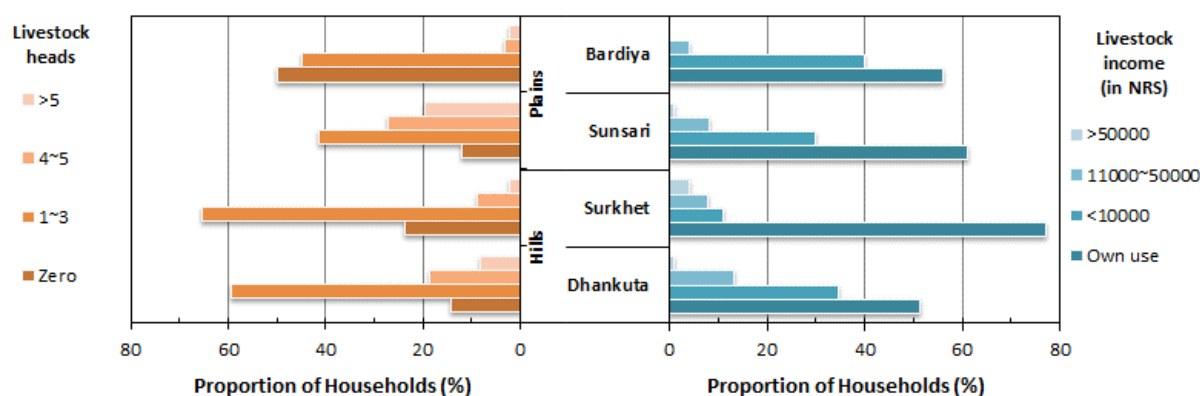 Livestock
heads
>5
4~5
1~3
Zero
Plains
Hills
Bardiya
Sunsari
Surkhet
Dhankuta
Livestock
income
(in NRS)
>50000
11000~50000
<10000
Own use
80 60 40 20 0
0 20 40 60 80
Proportion of Households (%)
Proportion of Households (%)